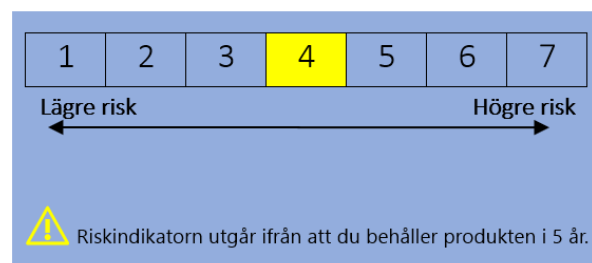 1 2 3 4 5 6 7
Lägre risk Högre risk
Riskindikatorn utgår ifrån att du behåller produkten i 5 år.